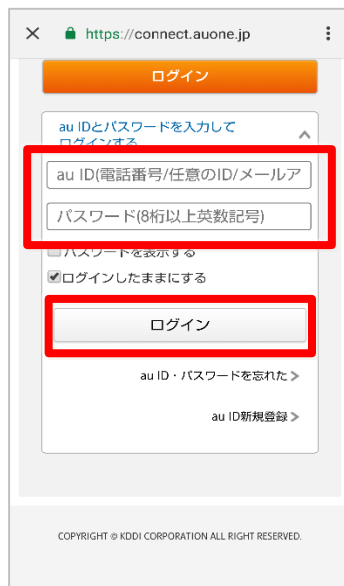 https://connect.auone.jp
ログイン
au IDとパスワードを入力して
ログインする
au ID(電話番号/任意のID/メールア
パスワード(8桁以上英数記号)
パスワードを表示する
ログインしたままにする
ログイン
au ID・パスワードを忘れた >
au ID新規登録 >
COPYRIGHT © KDDI CORPORATION ALL RIGHT RESERVED.